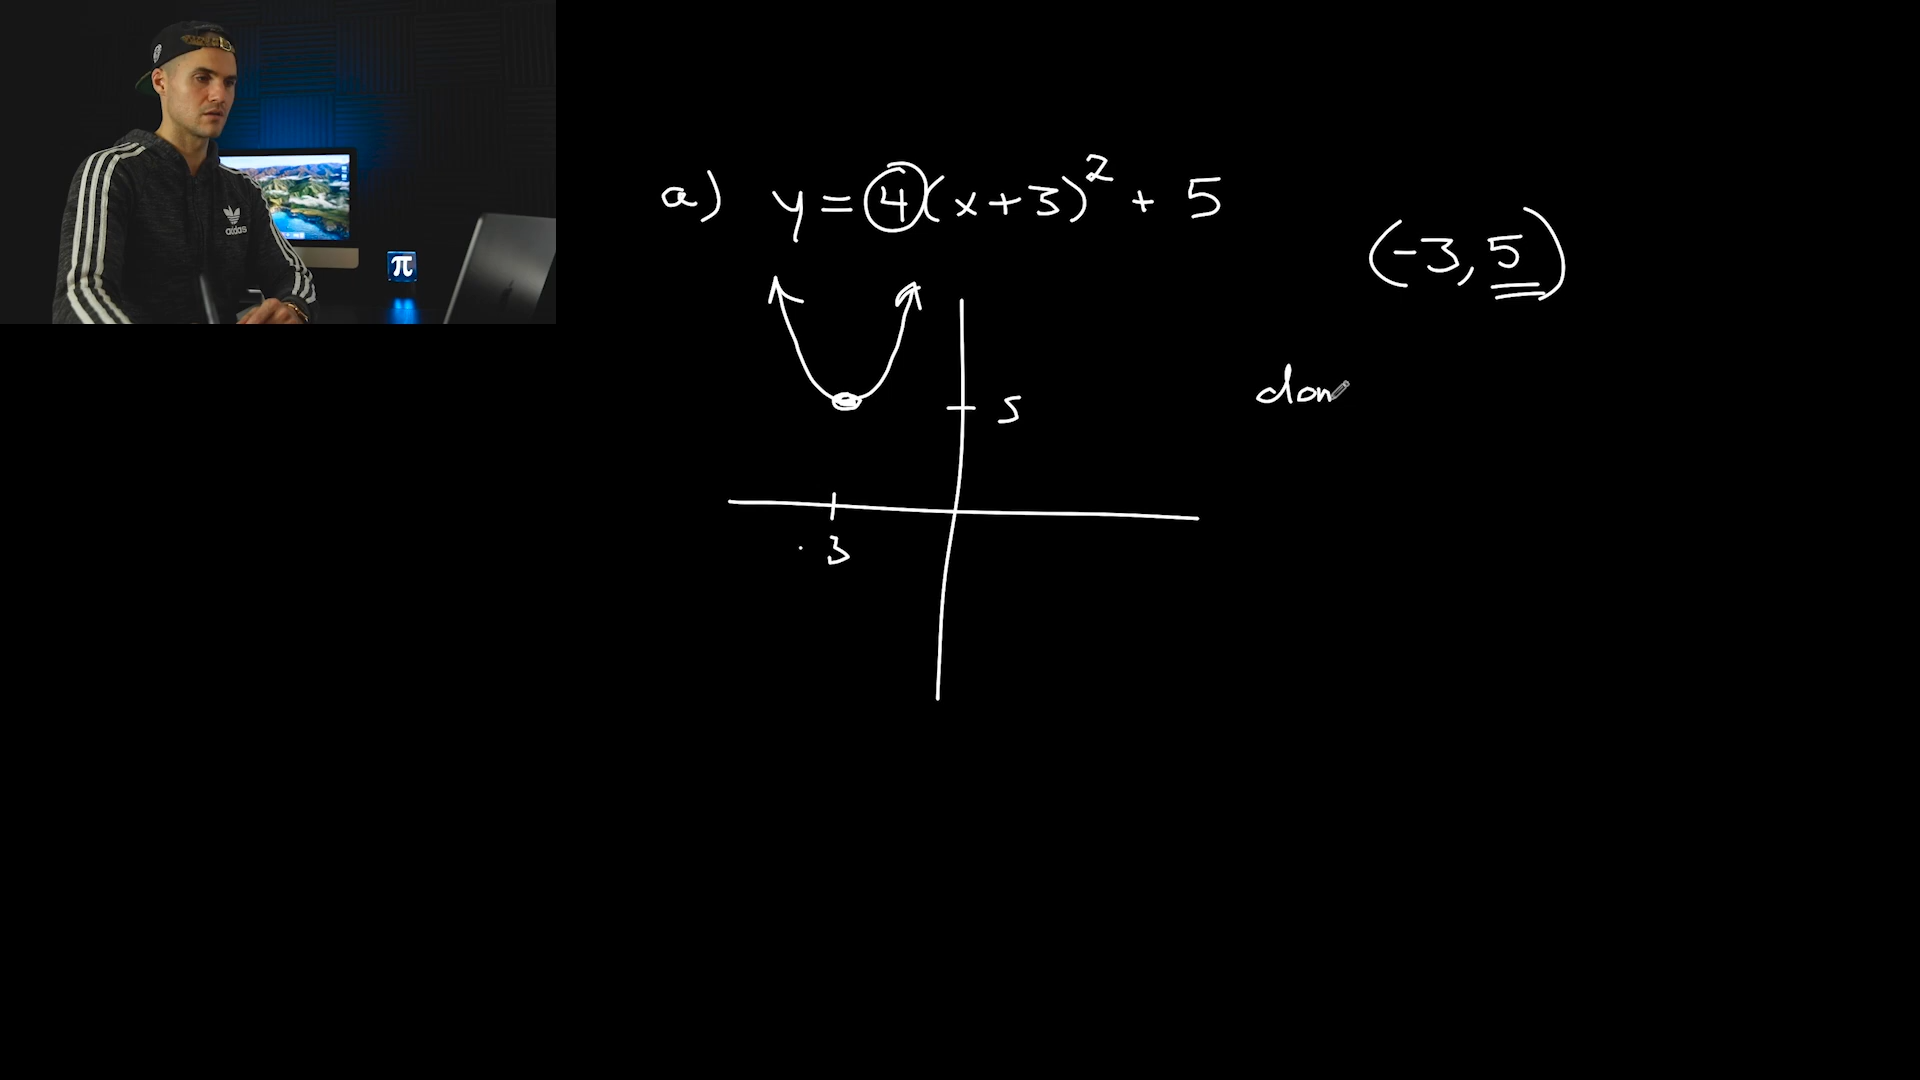 adidas
π
a) y = 4(x+3)² + 5
(-3, 5)
5
dom
-3